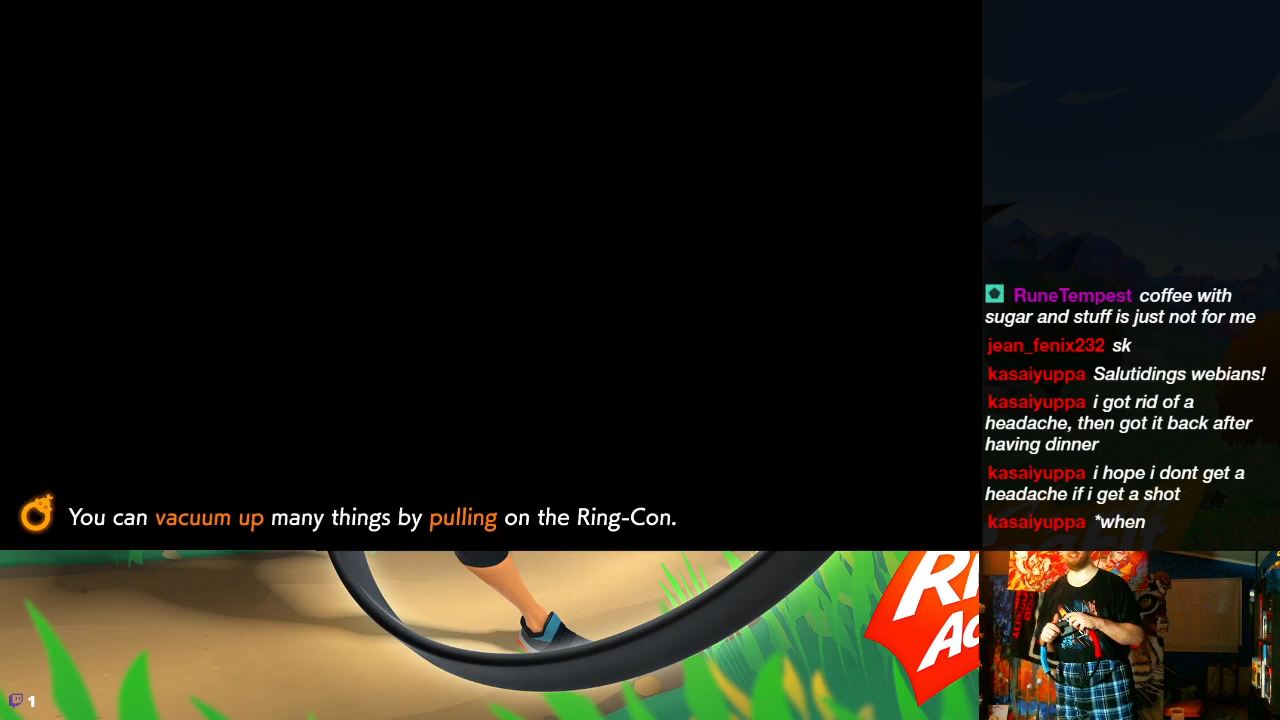 RuneTempest coffee with
sugar and stuff is just not for me
jean_fenix232 sk
kasaiyuppa Salutidings webians!
kasaiyuppa i got rid of a
headache, then got it back after
having dinner
kasaiyuppa i hope i dont get a
headache if i get a shot
kasaiyuppa *when
You can vacuum up many things by pulling on the Ring-Con.
1